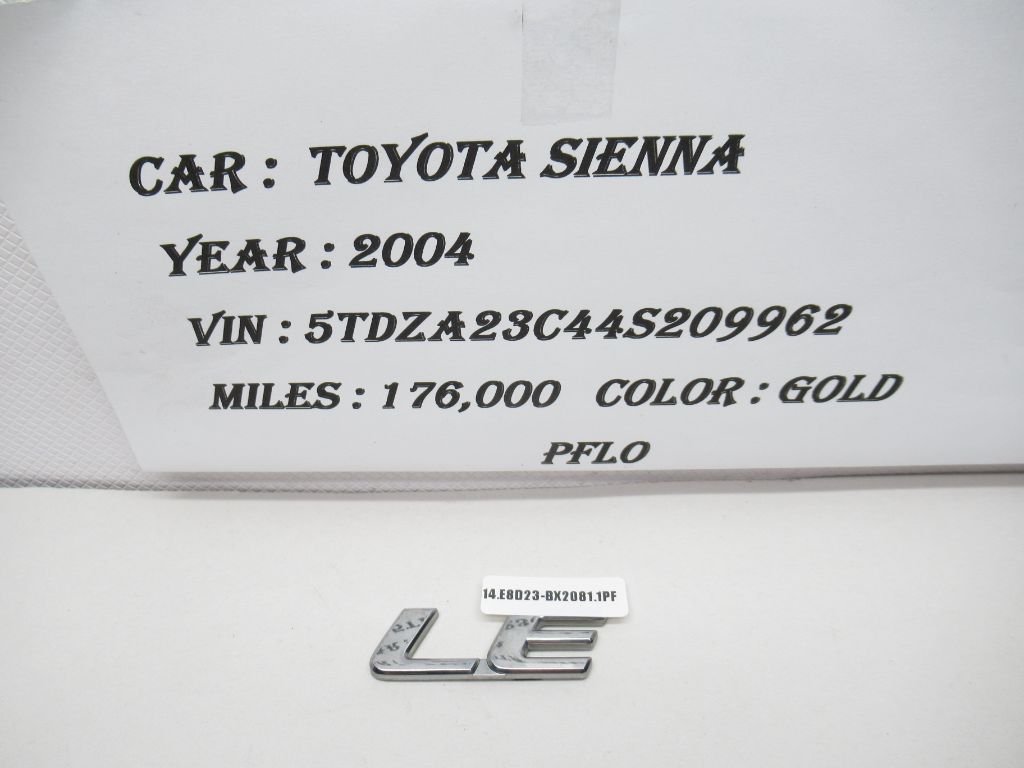 CAR : TOYOTA SIENNA
YEAR : 2004
VIN : 5TDZA23C44S209962
MILES : 176,000 COLOR : GOLD
PFLO
14.E8D23-BX2081.1PF
LE